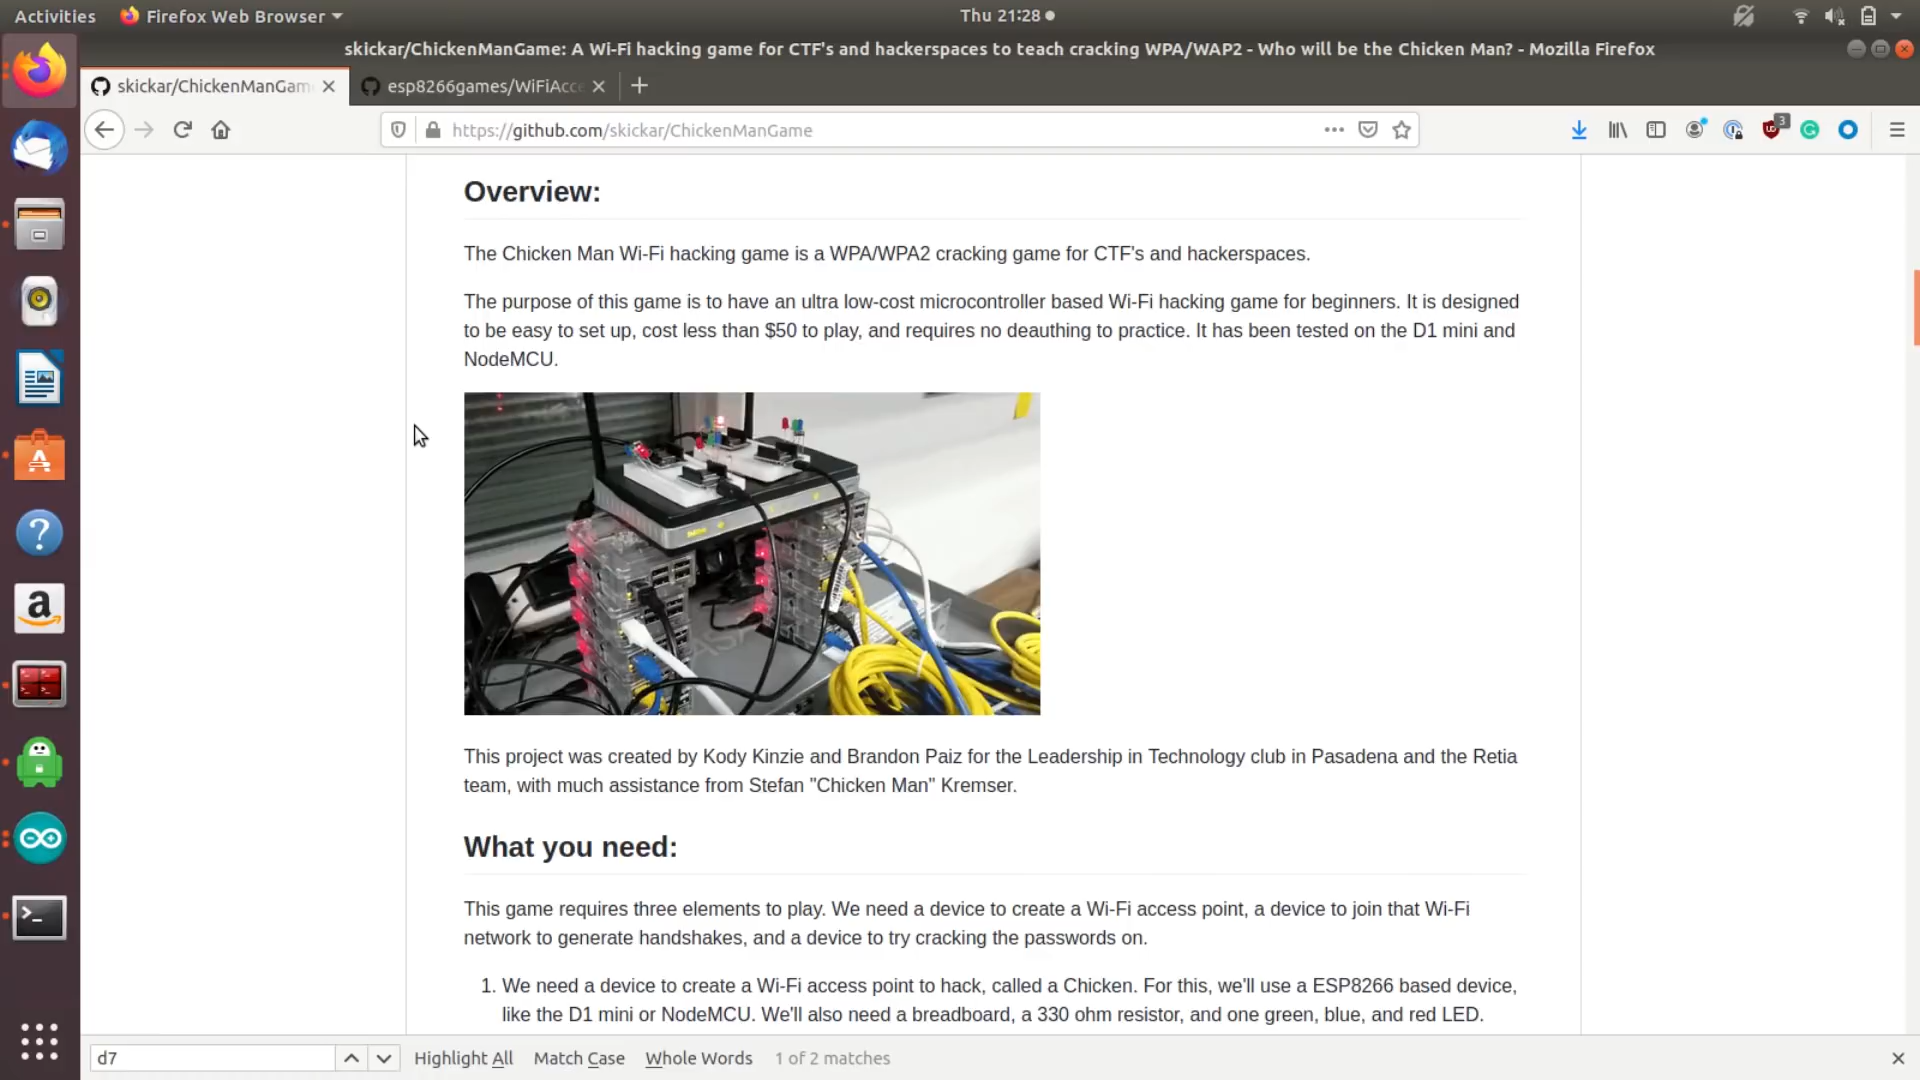 Activities Firefox Web Browser Thu 21:28
skickar/ChickenManGame: A Wi-Fi hacking game for CTF's and hackerspaces to teach cracking WPA/WAP2 - Who will be the Chicken Man? - Mozilla Firefox
skickar/ChickenManGam esp8266games/WiFiAcce
https://github.com/skickar/ChickenManGame 3
Overview:
The Chicken Man Wi-Fi hacking game is a WPA/WPA2 cracking game for CTF's and hackerspaces.
The purpose of this game is to have an ultra low-cost microcontroller based Wi-Fi hacking game for beginners. It is designed
to be easy to set up, cost less than $50 to play, and requires no deauthing to practice. It has been tested on the D1 mini and
NodeMCU.
This project was created by Kody Kinzie and Brandon Paiz for the Leadership in Technology club in Pasadena and the Retia
team, with much assistance from Stefan "Chicken Man" Kremser.
What you need:
This game requires three elements to play. We need a device to create a Wi-Fi access point, a device to join that Wi-Fi
network to generate handshakes, and a device to try cracking the passwords on.
1. We need a device to create a Wi-Fi access point to hack, called a Chicken. For this, we'll use a ESP8266 based device,
like the D1 mini or NodeMCU. We'll also need a breadboard, a 330 ohm resistor, and one green, blue, and red LED.
d7 Highlight All Match Case Whole Words 1 of 2 matches